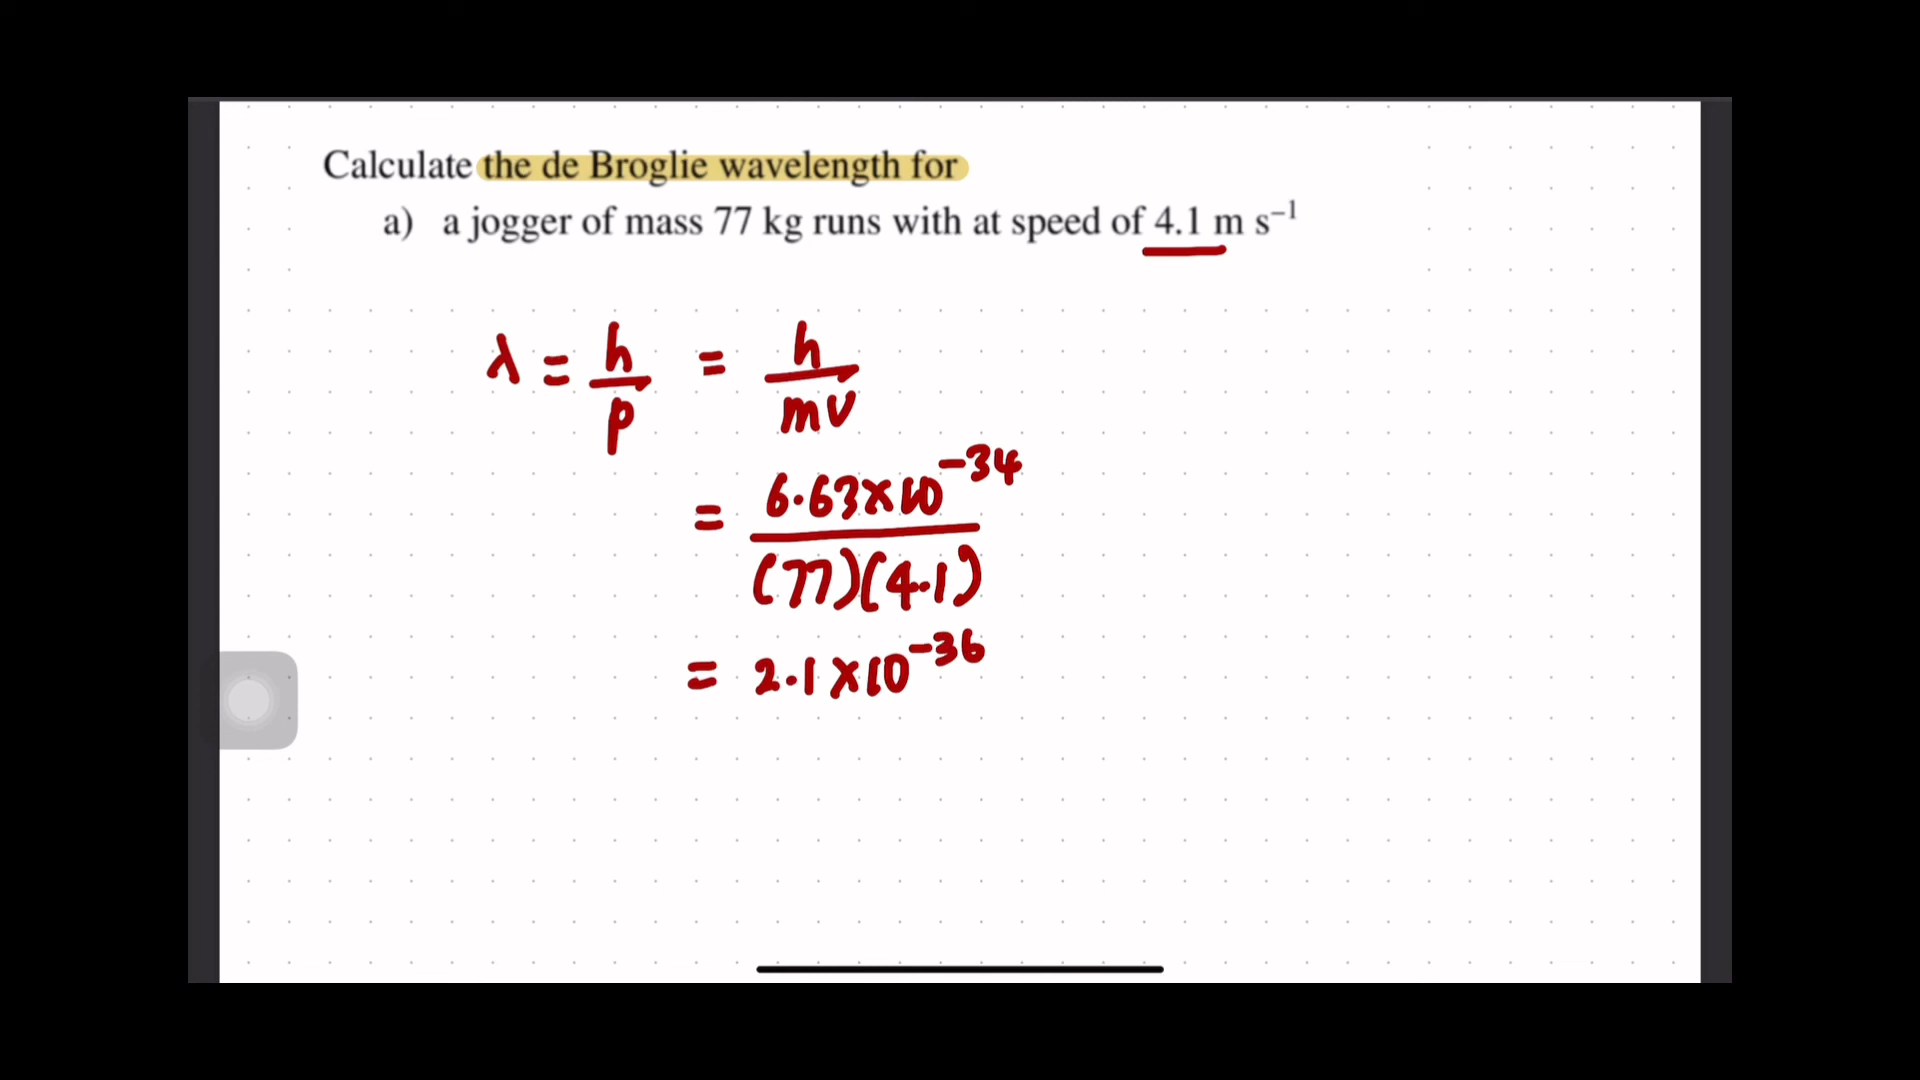 Calculate the de Broglie wavelength for
a) a jogger of mass 77 kg runs with at speed of 4.1 m s⁻¹
λ = h/p = h/mv
= 6.63×10⁻³⁴/(77)(4.1)
= 2.1×10⁻³⁶